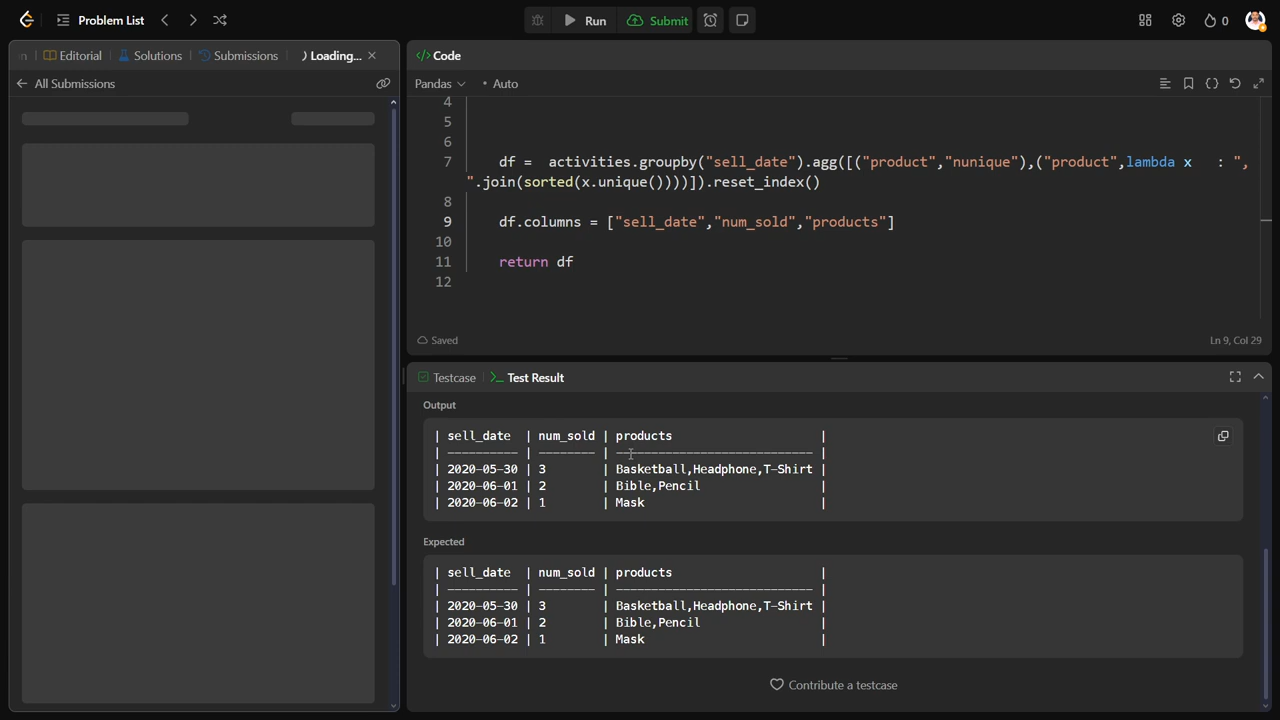 Problem List
Run
Submit
0
n
Editorial
Solutions
Submissions
Loading...
All Submissions
Code
Pandas
Auto
4
5
6
7 df =  activities.groupby("sell_date").agg([("product","nunique"),("product",lambda x   : ",
".join(sorted(x.unique())))]).reset_index()
8
9 df.columns = ["sell_date","num_sold","products"]
10
11 return df
12
Saved
Ln 9, Col 29
Testcase
Test Result
Output
| sell_date  | num_sold | products                    |
| ---------- | -------- | --------------------------- |
| 2020-05-30 | 3        | Basketball,Headphone,T-Shirt |
| 2020-06-01 | 2        | Bible,Pencil                |
| 2020-06-02 | 1        | Mask                        |
Expected
| sell_date  | num_sold | products                    |
| ---------- | -------- | --------------------------- |
| 2020-05-30 | 3        | Basketball,Headphone,T-Shirt |
| 2020-06-01 | 2        | Bible,Pencil                |
| 2020-06-02 | 1        | Mask                        |
Contribute a testcase